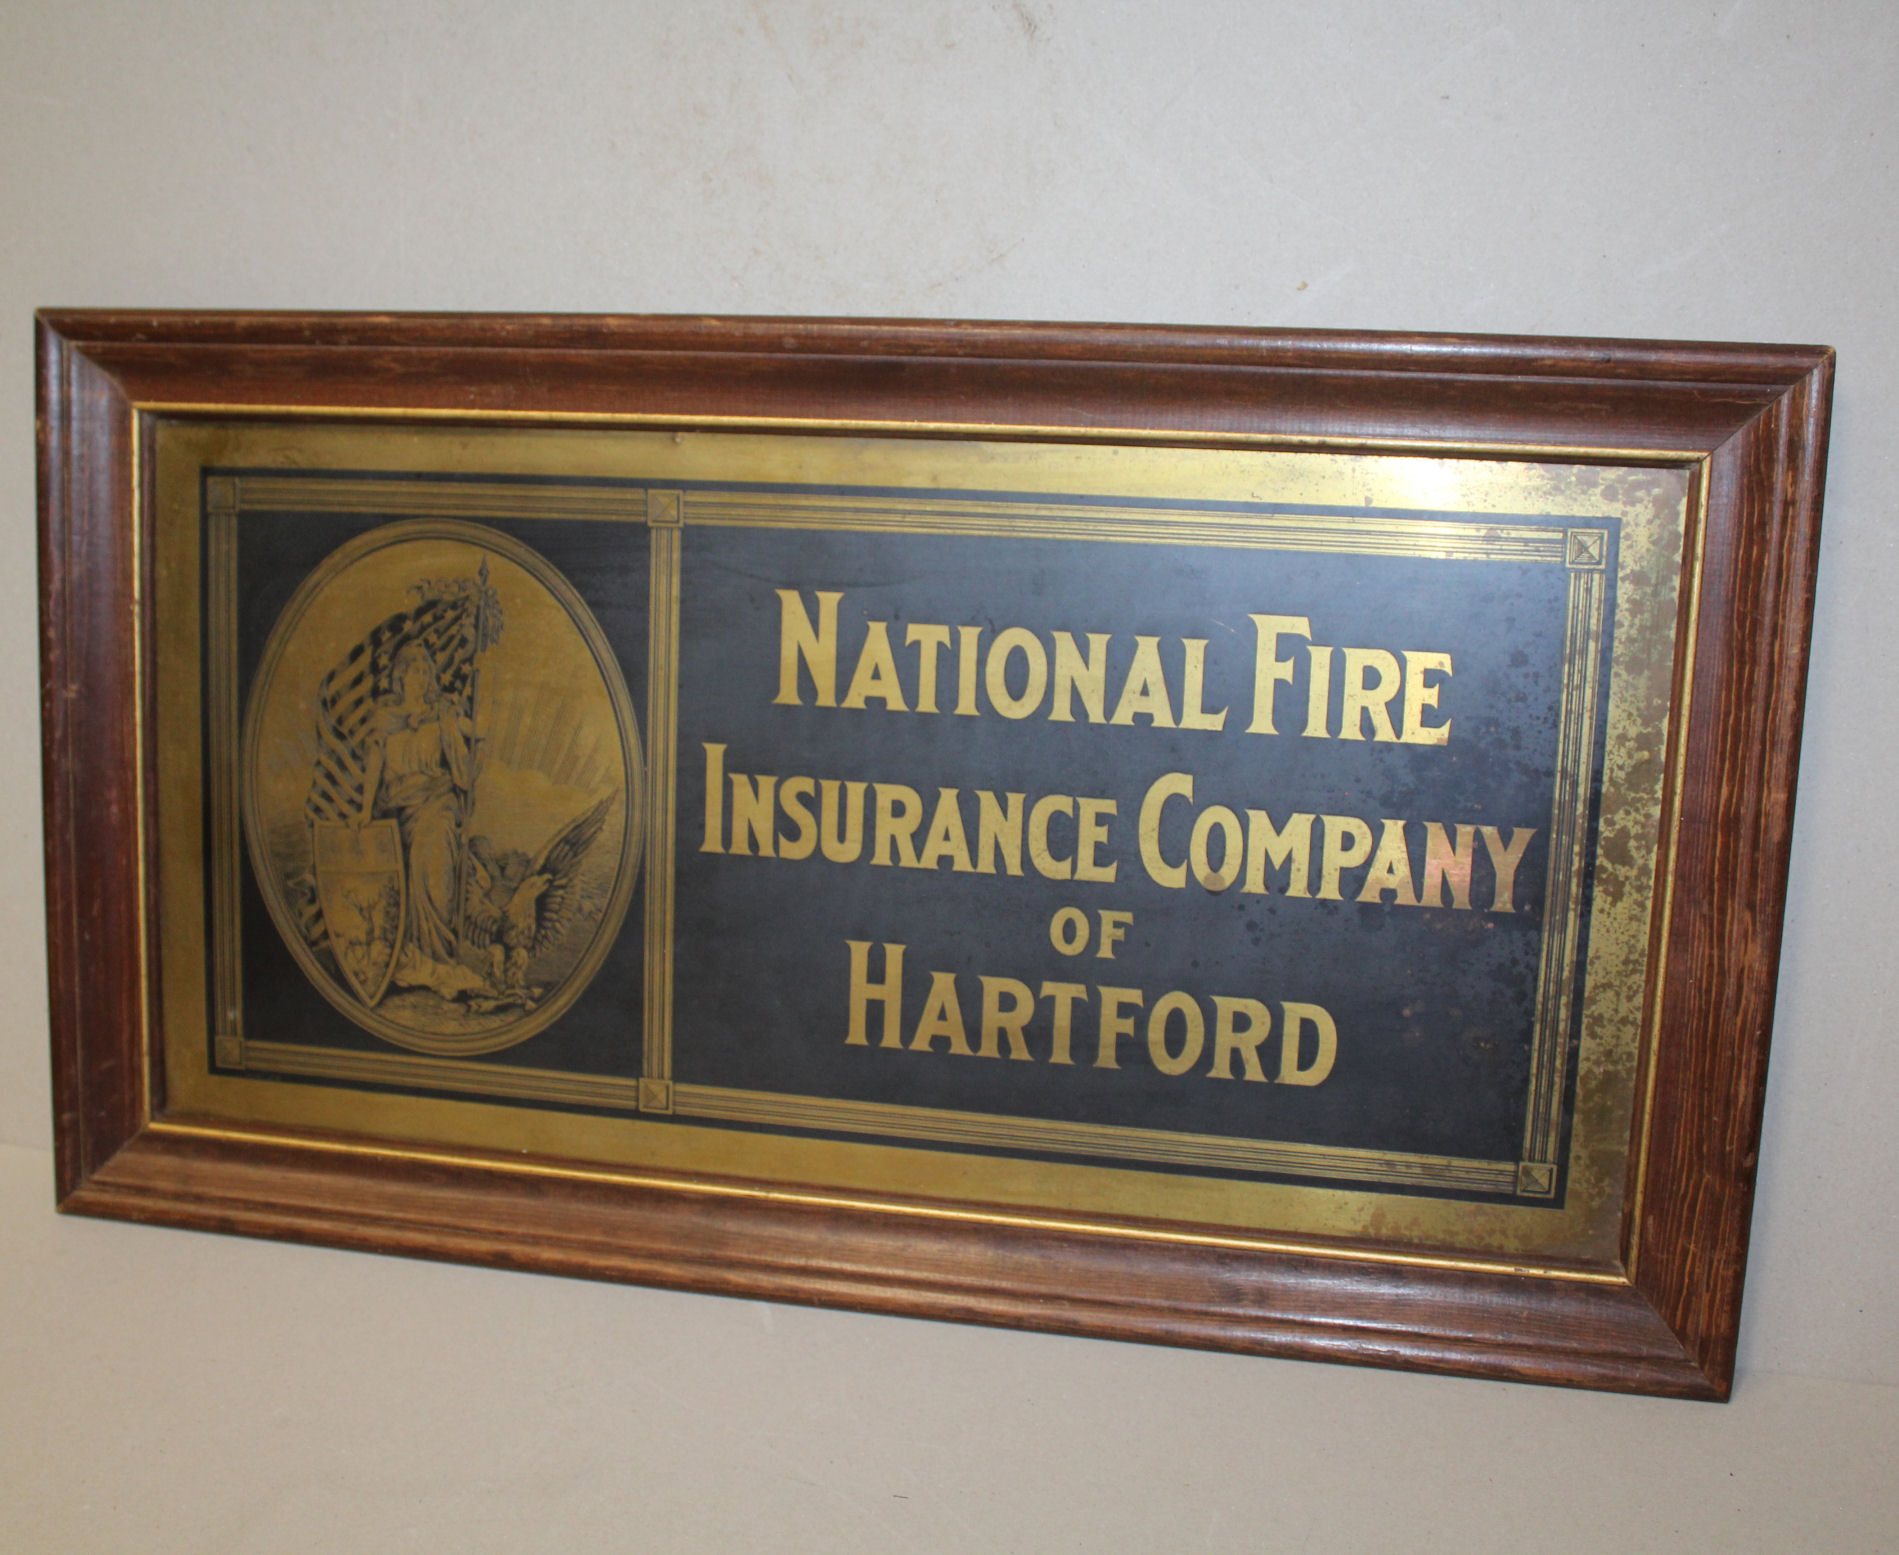 NATIONAL FIRE
INSURANCE COMPANY
OF
HARTFORD